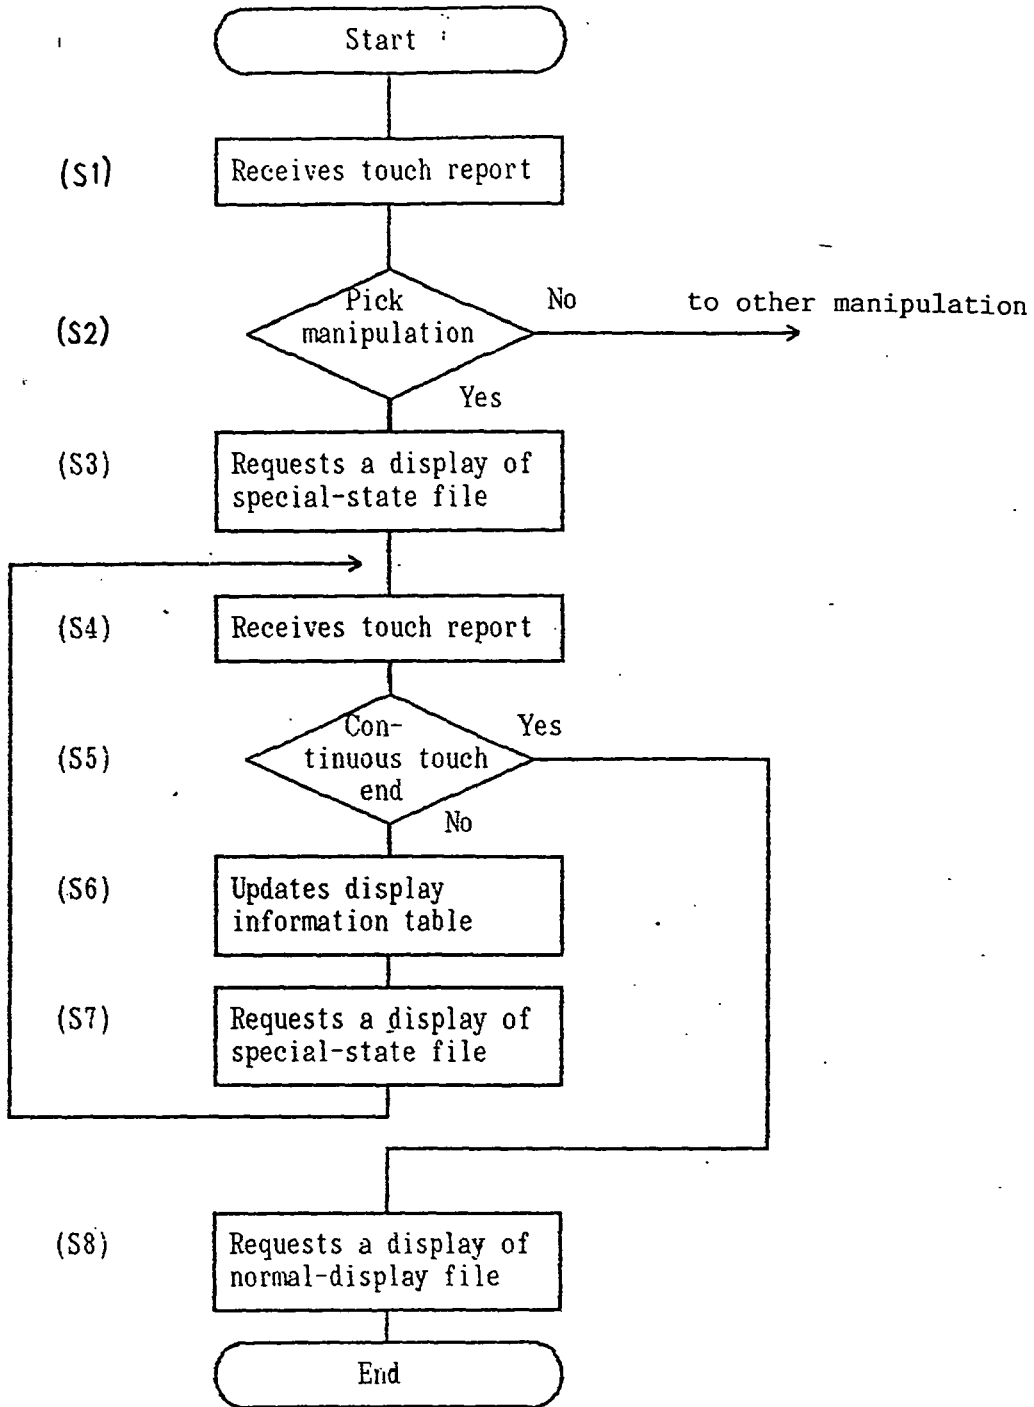 Start
(S1)
Receives touch report
(S2)
Pick
manipulation
No
to other manipulation
Yes
(S3)
Requests a display of
special-state file
(S4)
Receives touch report
(S5)
Con-
tinuous touch
end
Yes
No
(S6)
Updates display
information table
(S7)
Requests a display of
special-state file
(S8)
Requests a display of
normal-display file
End